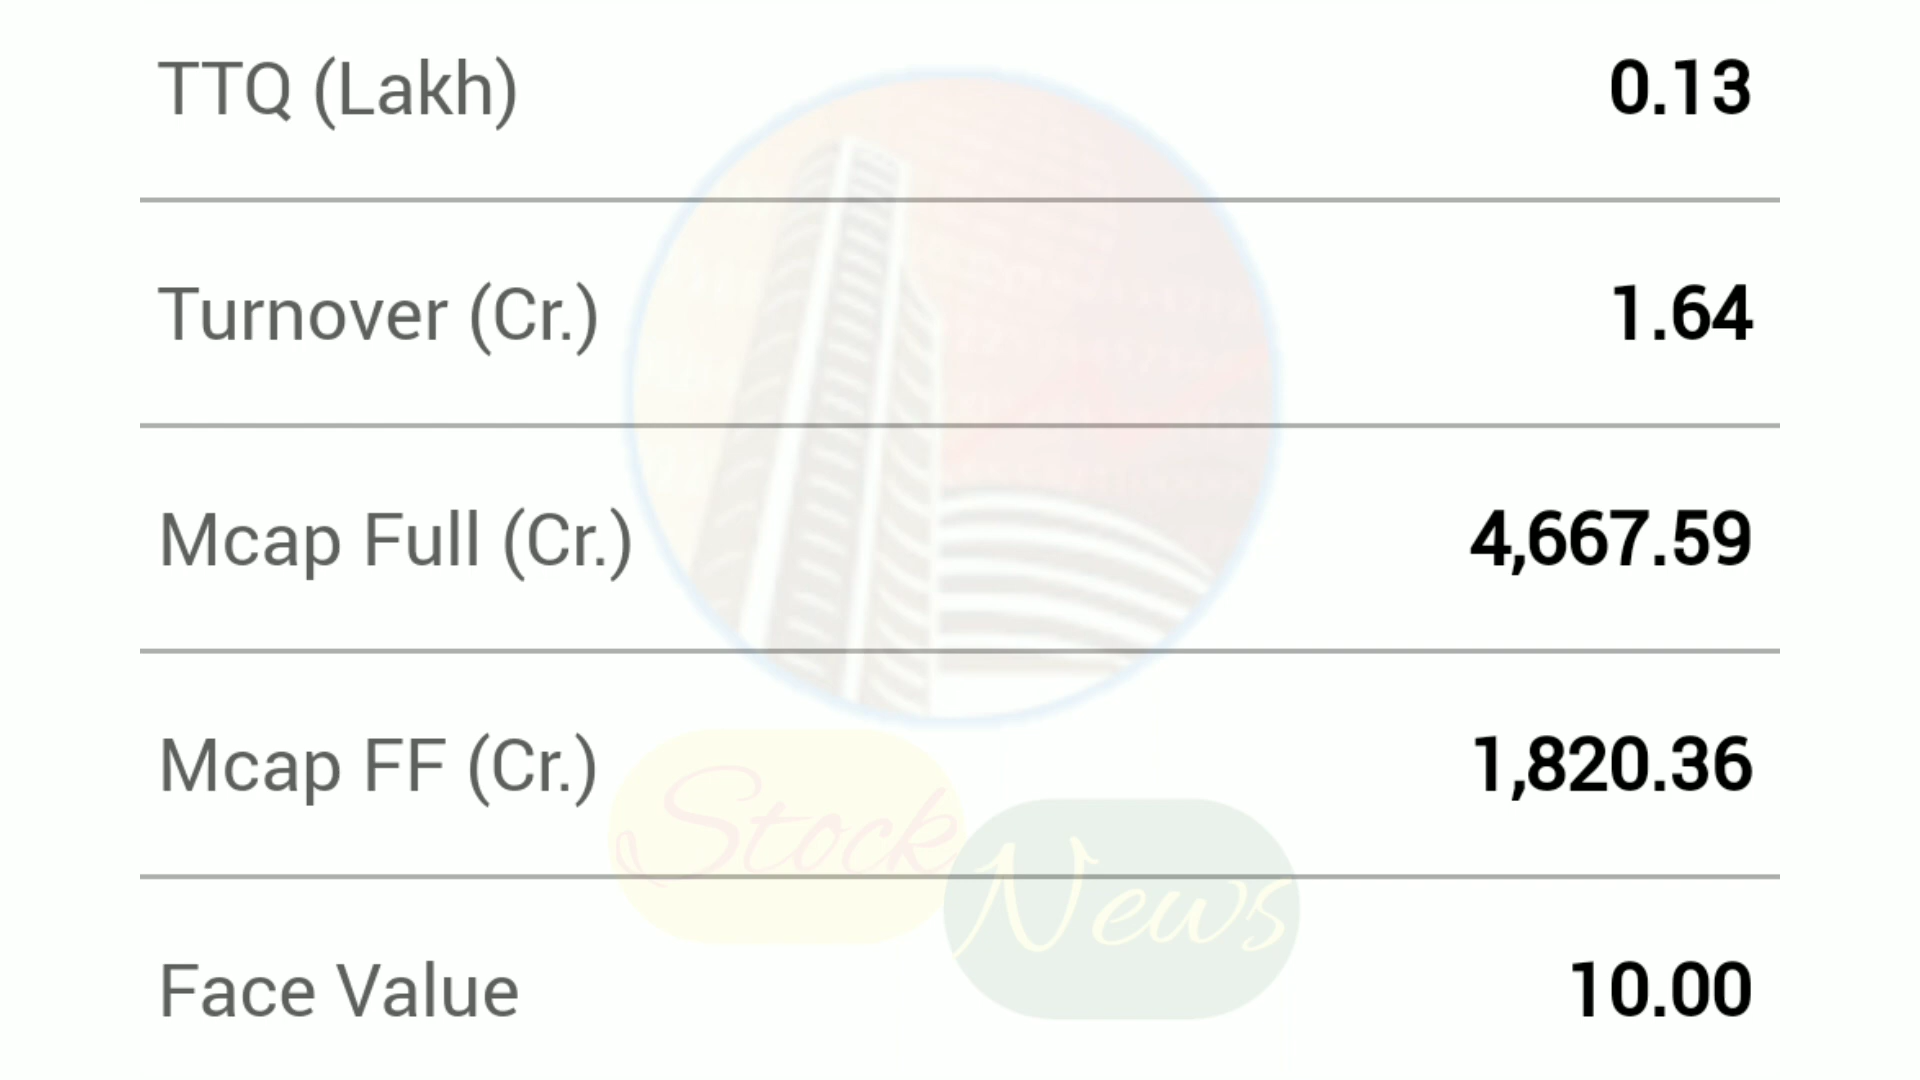 TTQ (Lakh) 0.13
Turnover (Cr.) 1.64
Mcap Full (Cr.) 4,667.59
Mcap FF (Cr.) 1,820.36
Stock
News
Face Value 10.00